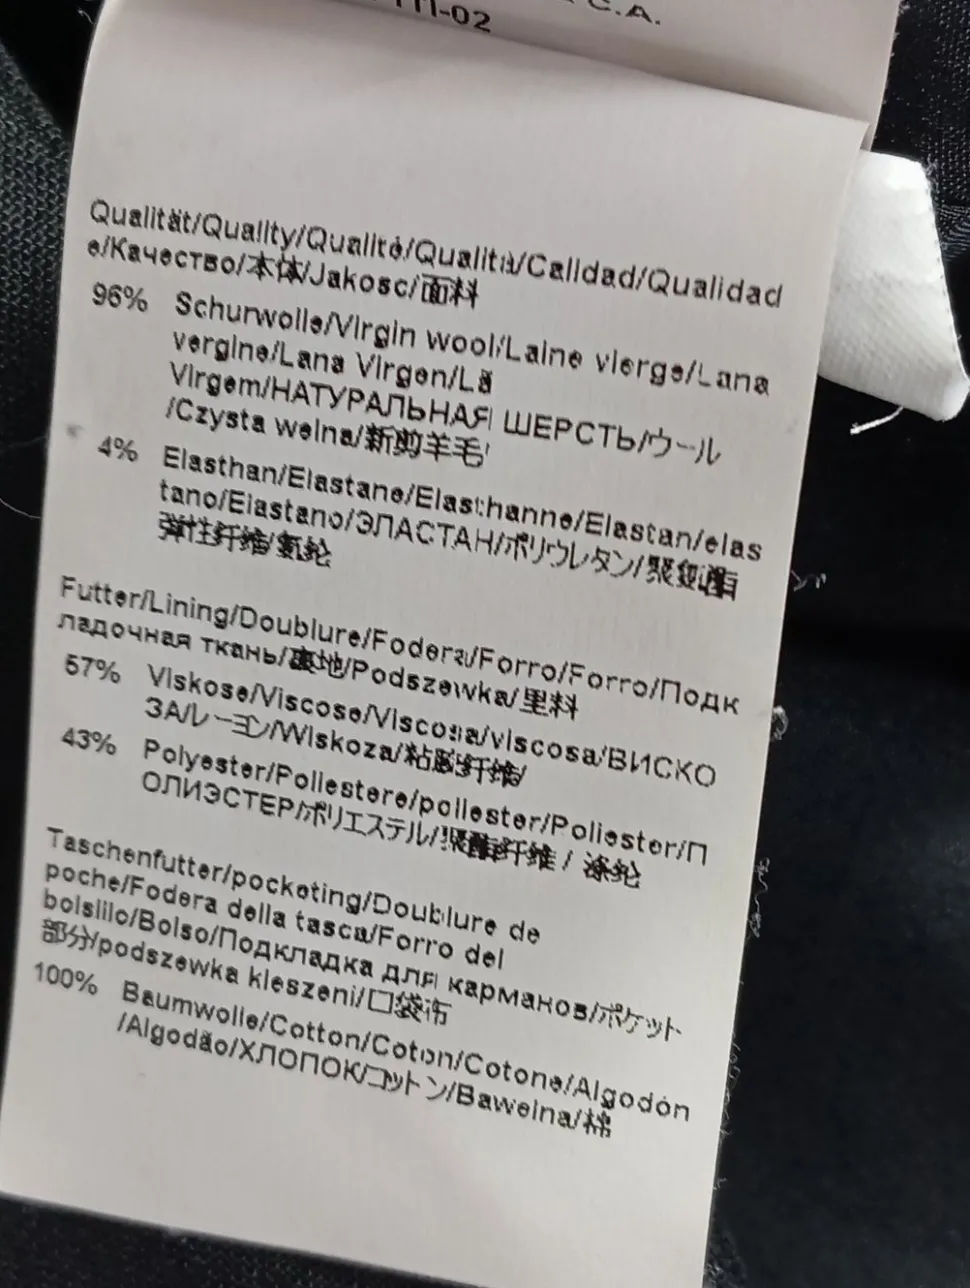 C.A.
-02
Qualität/Quality/Qualité/Qualità/Calidad/Qualidad
e/Качество/本体/Jakosc/面料
96% Schurwolle/Virgin wool/Laine vierge/Lana
vergine/Lana Virgen/Lã
Virgem/НАТУРАЛЬНАЯ ШЕРСТЬ/ウール
/Czysta welna/新剪羊毛/
4% Elasthan/Elastane/Elasthanne/Elastan/elas
tano/Elastano/ЭЛАСТАН/ポリウレタン/聚氨酯
弹性纤维/氨纶
Futter/Lining/Doublure/Fodera/Forro/Forro/Подк
ладочная ткань/裏地/Podszewka/里料
57% Viskose/Viscose/Viscosa/viscosa/ВИСКО
ЗА/レーヨン/Wiskoza/粘胶纤维/
43% Polyester/Poliestere/poliester/Poliester/П
ОЛИЭСТЕР/ポリエステル/聚酯纤维 / 涤纶
Taschenfutter/pocketing/Doublure de
poche/Fodera della tasca/Forro del
bolsillo/Bolso/Подкладка для карманов/ポケット
部分/podszewka kieszeni/口袋布
100% Baumwolle/Cotton/Coton/Cotone/Algodón
/Algodão/ХЛОПОК/コットン/Bawelna/棉